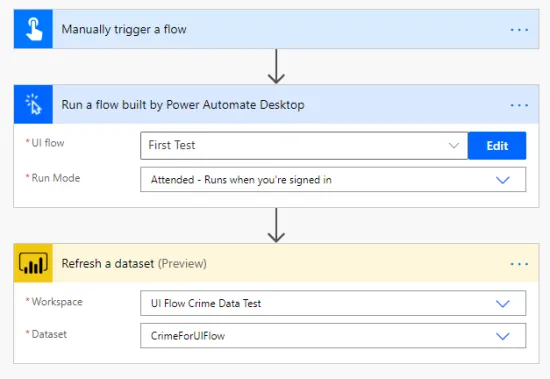 Manually trigger a flow
Run a flow built by Power Automate Desktop
* UI flow First Test Edit
* Run Mode Attended - Runs when you're signed in
Refresh a dataset (Preview)
* Workspace UI Flow Crime Data Test
* Dataset CrimeForUIFlow